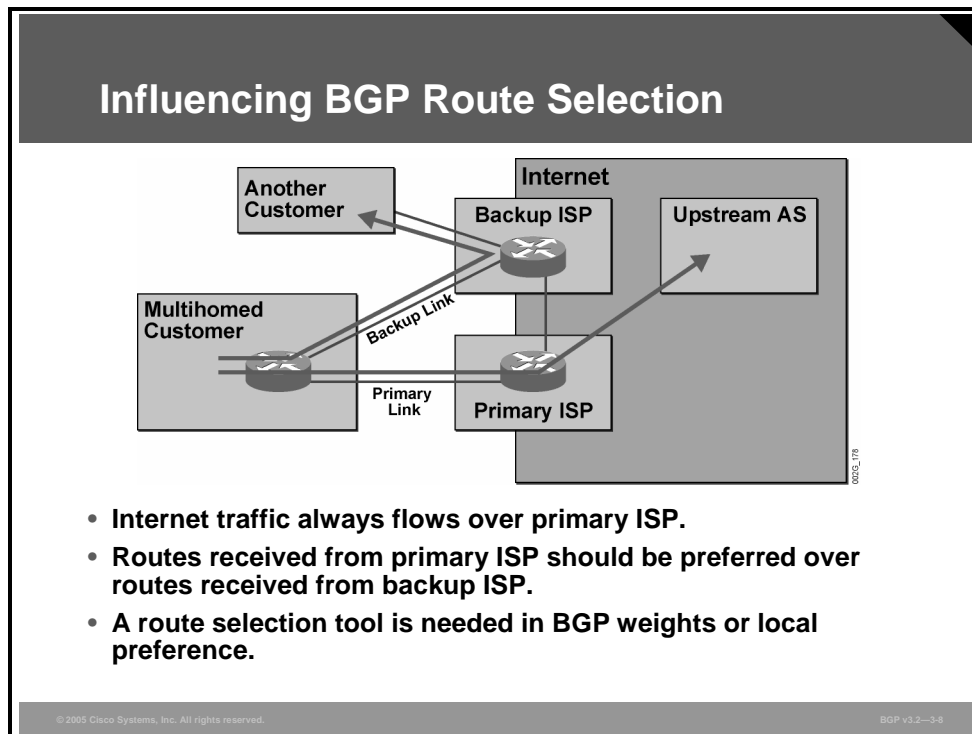 Influencing BGP Route Selection
Another
Customer
Internet
Backup ISP
Upstream AS
Multihomed
Customer
Backup Link
Primary
Link
Primary ISP
002G_178
• Internet traffic always flows over primary ISP.
• Routes received from primary ISP should be preferred over
routes received from backup ISP.
• A route selection tool is needed in BGP weights or local
preference.
© 2005 Cisco Systems, Inc. All rights reserved.
BGP v3.2—3-8